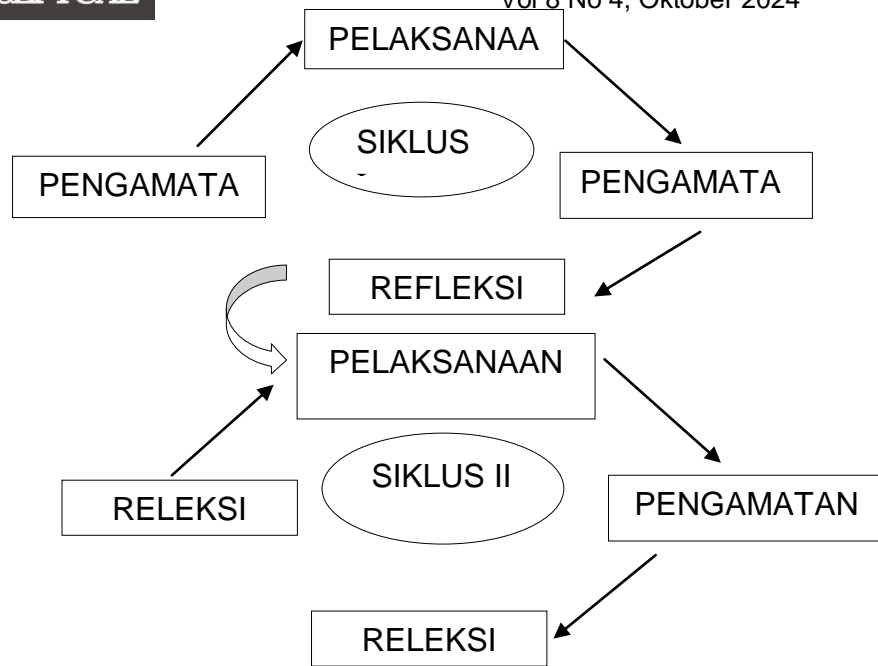 Vol 8 No 4, Oktober 2024
PELAKSANAA
SIKLUS
PENGAMATA
PENGAMATA
REFLEKSI
PELAKSANAAN
SIKLUS II
RELEKSI
PENGAMATAN
RELEKSI